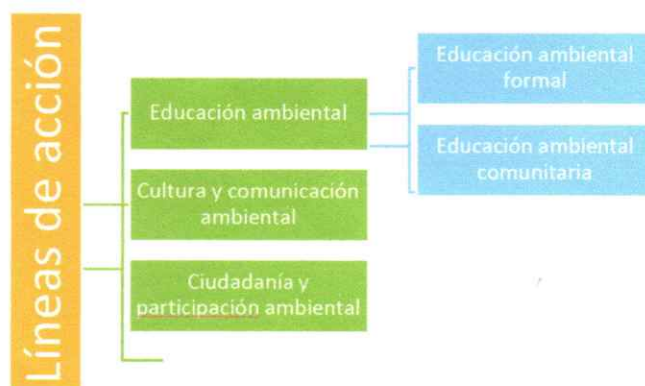 Líneas de acción
Educación ambiental
Cultura y comunicación
ambiental
Ciudadanía y
participación ambiental
Educación ambiental
formal
Educación ambiental
comunitaria